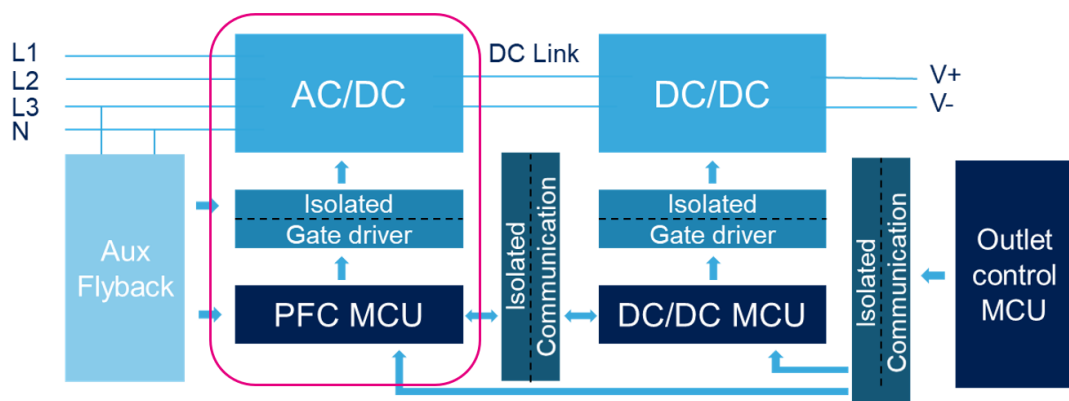 L1
L2
L3
N
AC/DC
DC Link
DC/DC
V+
V-
Aux
Flyback
Isolated
Gate driver
PFC MCU
Isolated
Communication
Isolated
Gate driver
DC/DC MCU
Isolated
Communication
Outlet
control
MCU